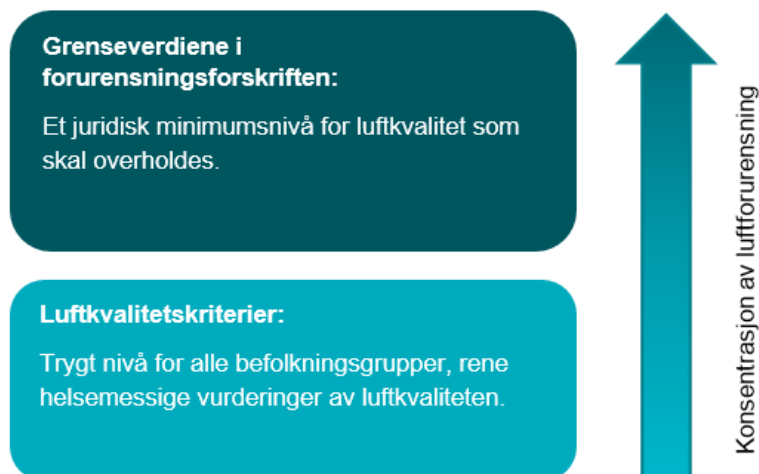 Grenseverdiene i
forurensningsforskriften:
Et juridisk minimumsnivå for luftkvalitet som
skal overholdes.
Luftkvalitetskriterier:
Trygt nivå for alle befolkningsgrupper, rene
helsemessige vurderinger av luftkvaliteten.
Konsentrasjon av luftforurensning